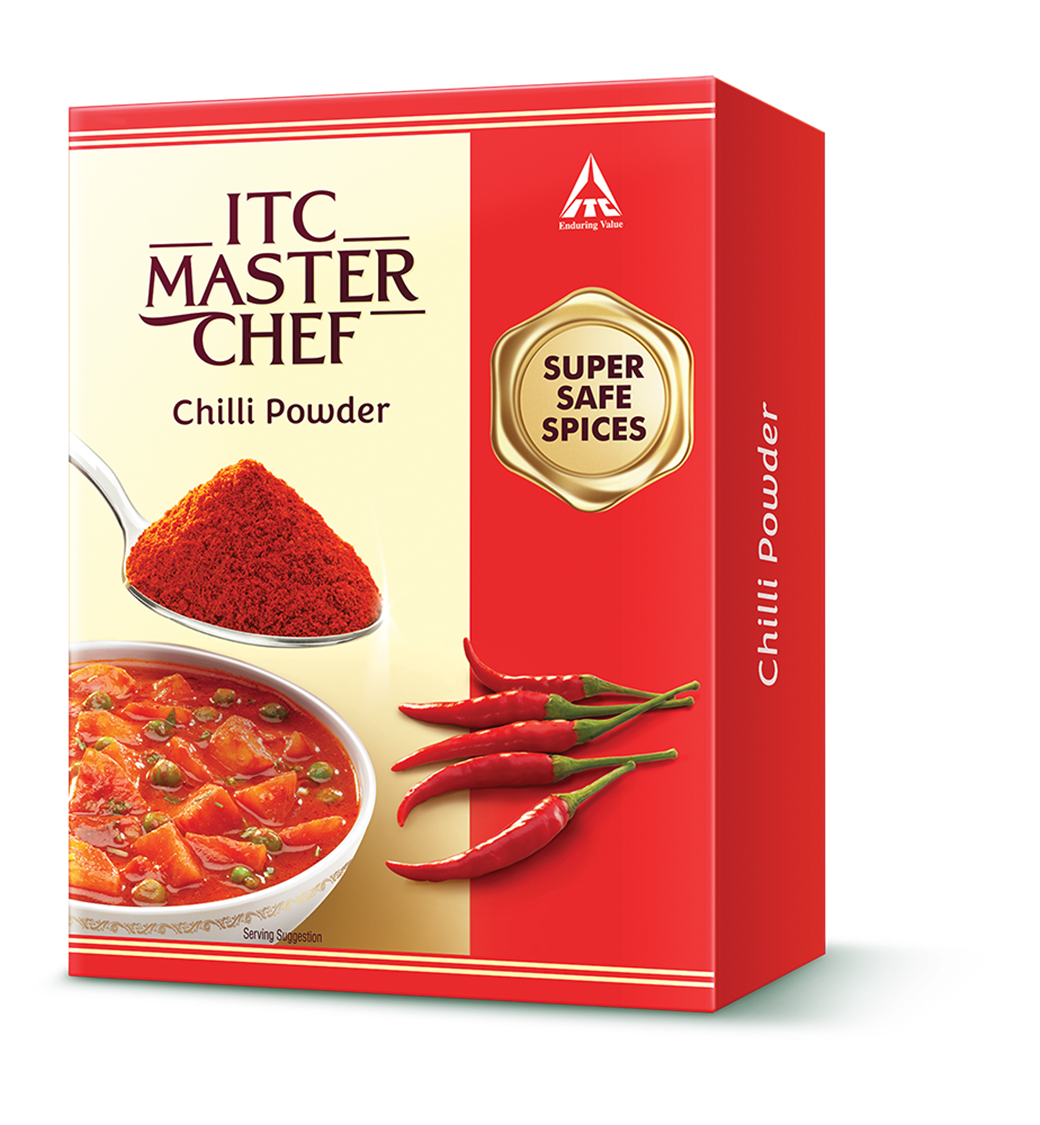 ITC
MASTER
CHEF
Chilli Powder
ITC
Enduring Value
SUPER
SAFE
SPICES
Serving Suggestion
Chilli Powder